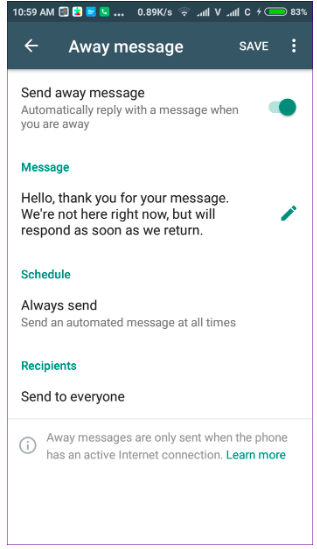 10:59 AM ... 0.89K/s V C 83%
Away message SAVE
Send away message
Automatically reply with a message when
you are away
Message
Hello, thank you for your message.
We're not here right now, but will
respond as soon as we return.
Schedule
Always send
Send an automated message at all times
Recipients
Send to everyone
Away messages are only sent when the phone
has an active Internet connection. Learn more